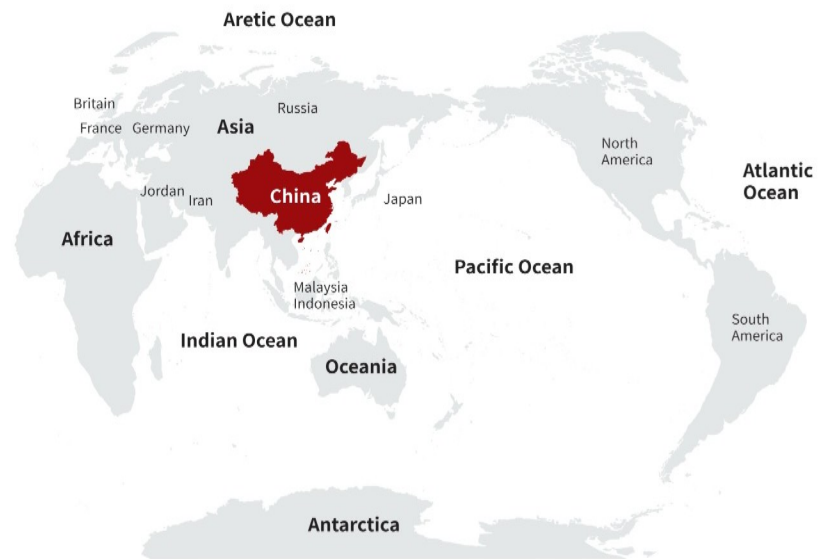 Aretic Ocean
Britain
Russia
France
Germany
Asia
North
America
Atlantic
Ocean
Jordan
Iran
China
Japan
Africa
Pacific Ocean
Malaysia
Indonesia
South
America
Indian Ocean
Oceania
Antarctica